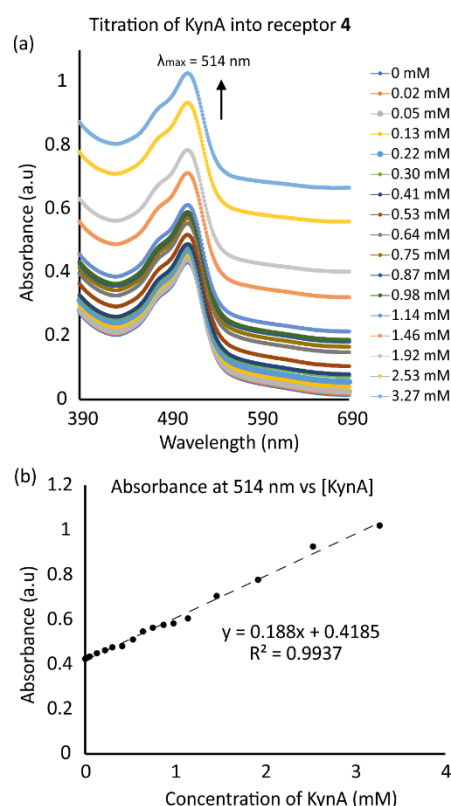 Titration of KynA into receptor 4
(a)
λmax = 514 nm
1
0.8
0.6
0.4
0.2
0
Absorbance (a.u)
390
490
590
690
Wavelength (nm)
0 mM
0.02 mM
0.05 mM
0.13 mM
0.22 mM
0.30 mM
0.41 mM
0.53 mM
0.64 mM
0.75 mM
0.87 mM
0.98 mM
1.14 mM
1.46 mM
1.92 mM
2.53 mM
3.27 mM
(b)
Absorbance at 514 nm vs [KynA]
1.2
1
0.8
0.6
0.4
0.2
0
Absorbance (a.u)
y = 0.188x + 0.4185
R² = 0.9937
0
1
2
3
4
Concentration of KynA (mM)